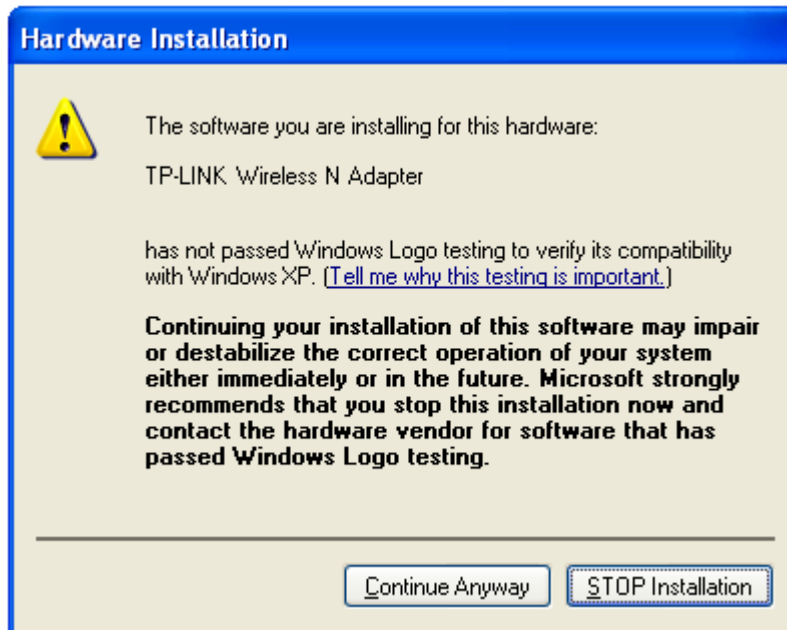 Hardware Installation
The software you are installing for this hardware:
TP-LINK Wireless N Adapter
has not passed Windows Logo testing to verify its compatibility
with Windows XP. (Tell me why this testing is important.)
Continuing your installation of this software may impair
or destabilize the correct operation of your system
either immediately or in the future. Microsoft strongly
recommends that you stop this installation now and
contact the hardware vendor for software that has
passed Windows Logo testing.
Continue Anyway
STOP Installation